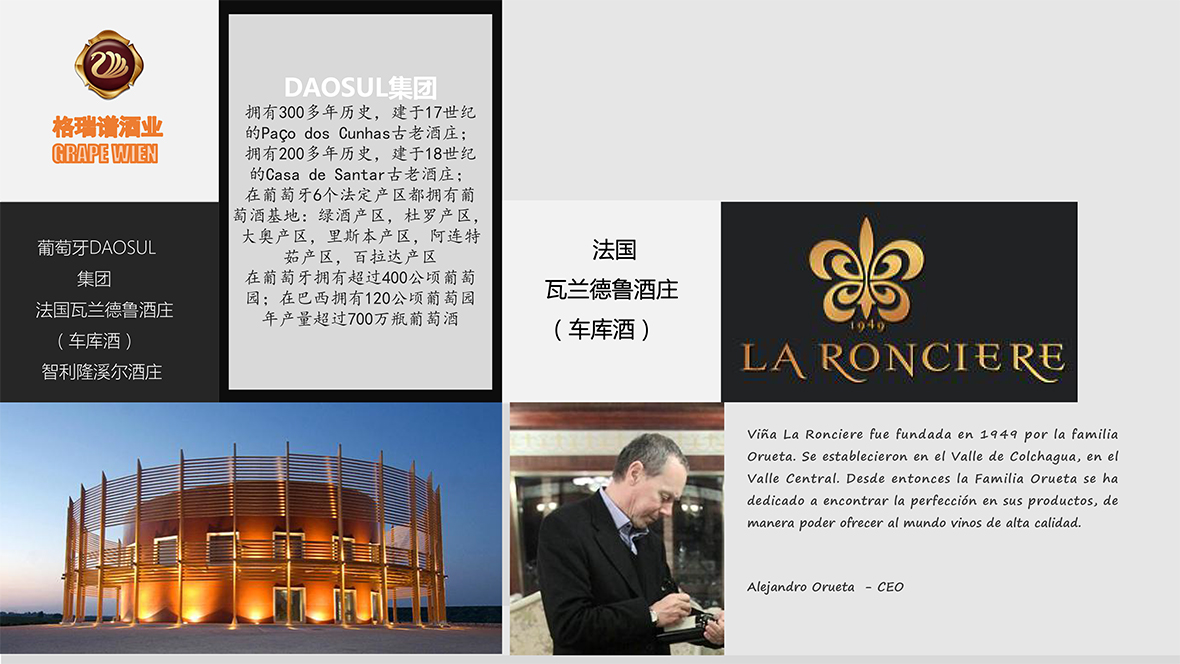 格瑞谱酒业
GRAPE WIEN
葡萄牙DAOSUL
集团
法国瓦兰德鲁酒庄
（车库酒）
智利隆溪尔酒庄
DAOSUL集团
拥有300多年历史，建于17世纪
的Paço dos Cunhas古老酒庄；
拥有200多年历史，建于18世纪
的Casa de Santar古老酒庄；
在葡萄牙6个法定产区都拥有葡
萄酒基地：绿酒产区，杜罗产区，
大奥产区，里斯本产区，阿连特
茹产区，百拉达产区
在葡萄牙拥有超过400公顷葡萄
园；在巴西拥有120公顷葡萄园
年产量超过700万瓶葡萄酒
法国
瓦兰德鲁酒庄
（车库酒）
1949
LA RONCIERE
Viña La Ronciere fue fundada en 1949 por la familia
Orueta. Se establecieron en el Valle de Colchagua, en el
Valle Central. Desde entonces la Familia Orueta se ha
dedicado a encontrar la perfección en sus productos, de
manera poder ofrecer al mundo vinos de alta calidad.
Alejandro Orueta - CEO